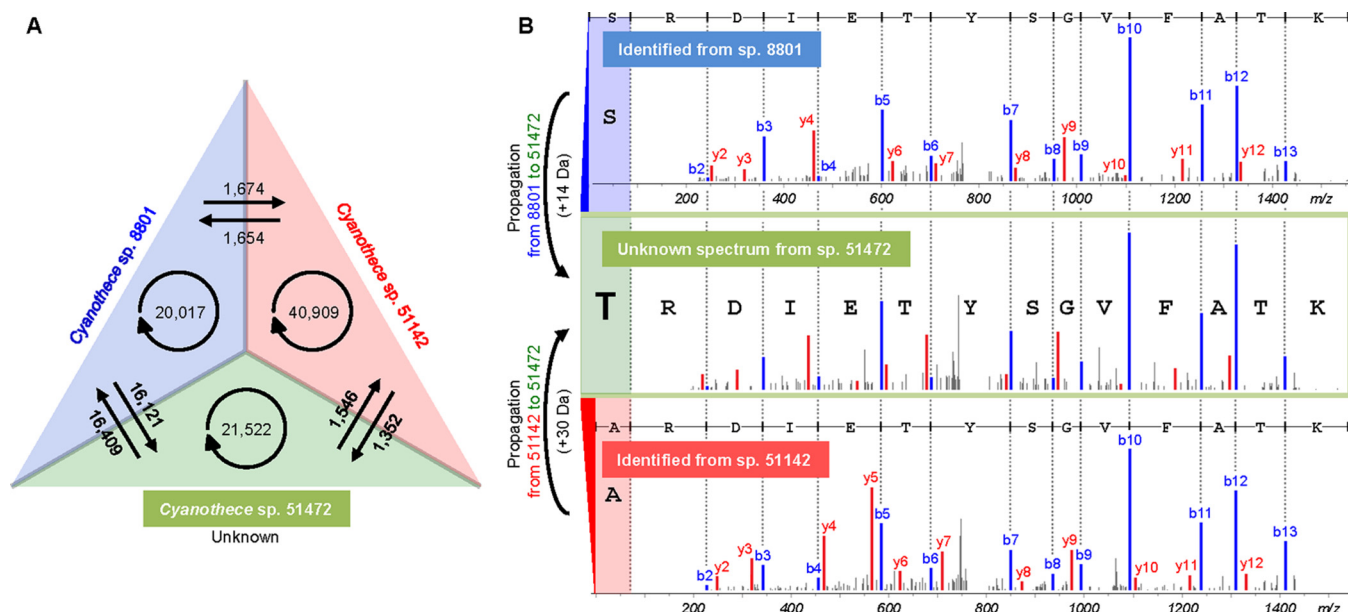 A
Cyanothece sp. 8801
Cyanothece sp. 51142
1,674
1,654
20,017
40,909
16,121
16,409
21,522
1,546
1,352
Cyanothece sp. 51472
Unknown
B
S R D I E T Y S G V F A T K
Identified from sp. 8801
S
Propagation
from 8801 to 51472
(+14 Da)
b2 y2 y3 b3 y4 b4 b5 y6 b6 y7 b7 y8 b8 y9 b9 y10 b10 y11 b11 b12 y12 b13
200 400 600 800 1000 1200 1400 m/z
Unknown spectrum from sp. 51472
T R D I E T Y S G V F A T K
Propagation
from 51142 to 51472
(+30 Da)
A R D I E T Y S G V F A T K
Identified from sp. 51142
A
b2 y2 y3 b3 b4 y4 y5 b5 y6 b6 y7 b7 y8 b8 y9 b9 b10 y10 y11 b11 b12 y12 b13
200 400 600 800 1000 1200 1400 m/z